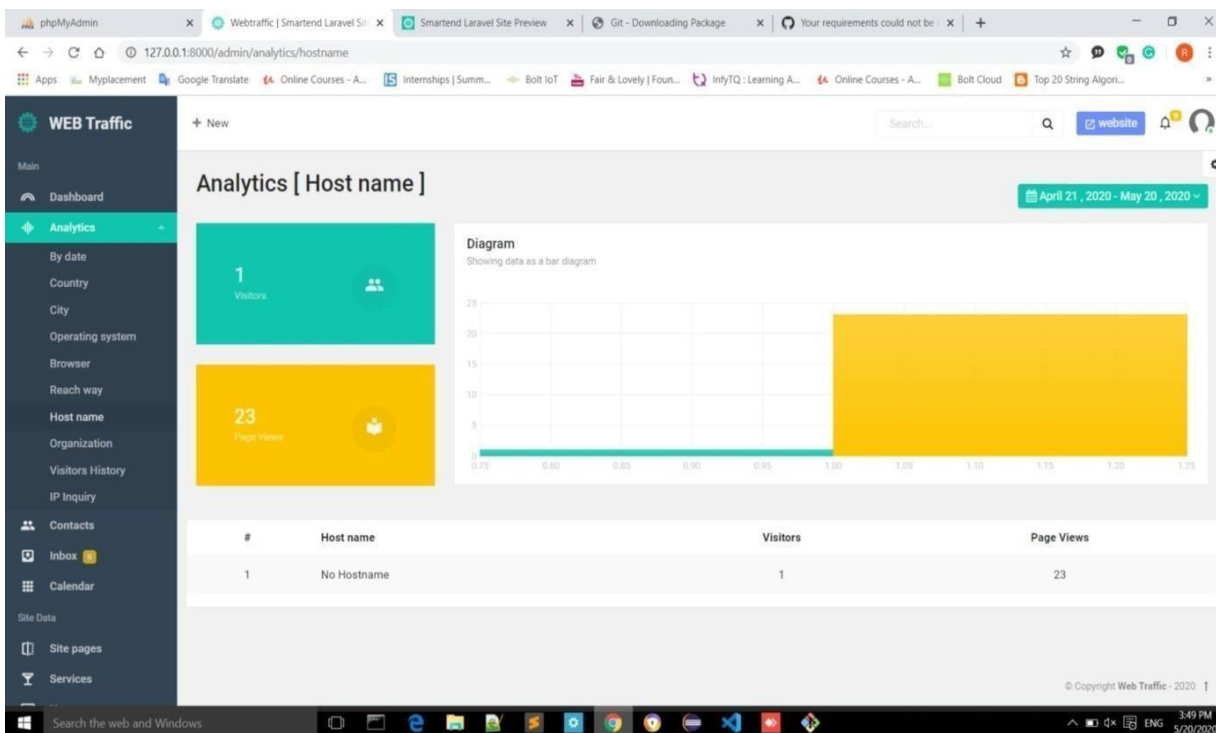 phpMyAdmin
Webtraffic | Smartend Laravel Sit
Smartend Laravel Site Preview
Git - Downloading Package
Your requirements could not be
127.0.0.1:8000/admin/analytics/hostname
Apps
Myplacement
Google Translate
Online Courses - A...
Internships | Summ...
Bolt IoT
Fair & Lovely | Foun...
InfyTQ : Learning A...
Online Courses - A...
Bolt Cloud
Top 20 String Algori...
WEB Traffic
+ New
Search...
website
Main
Dashboard
Analytics
By date
Country
City
Operating system
Browser
Reach way
Host name
Organization
Visitors History
IP Inquiry
Contacts
Inbox
Calendar
Site Data
Site pages
Services
Analytics [ Host name ]
April 21 , 2020 - May 20 , 2020
1
Visitors
23
Page Views
Diagram
Showing data as a bar diagram
25
20
15
10
5
0
0.75 0.80 0.85 0.90 0.95 1.00 1.05 1.10 1.15 1.20 1.25
# Host name Visitors Page Views
1 No Hostname 1 23
© Copyright Web Traffic - 2020
Search the web and Windows
ENG
3:49 PM
5/20/2020